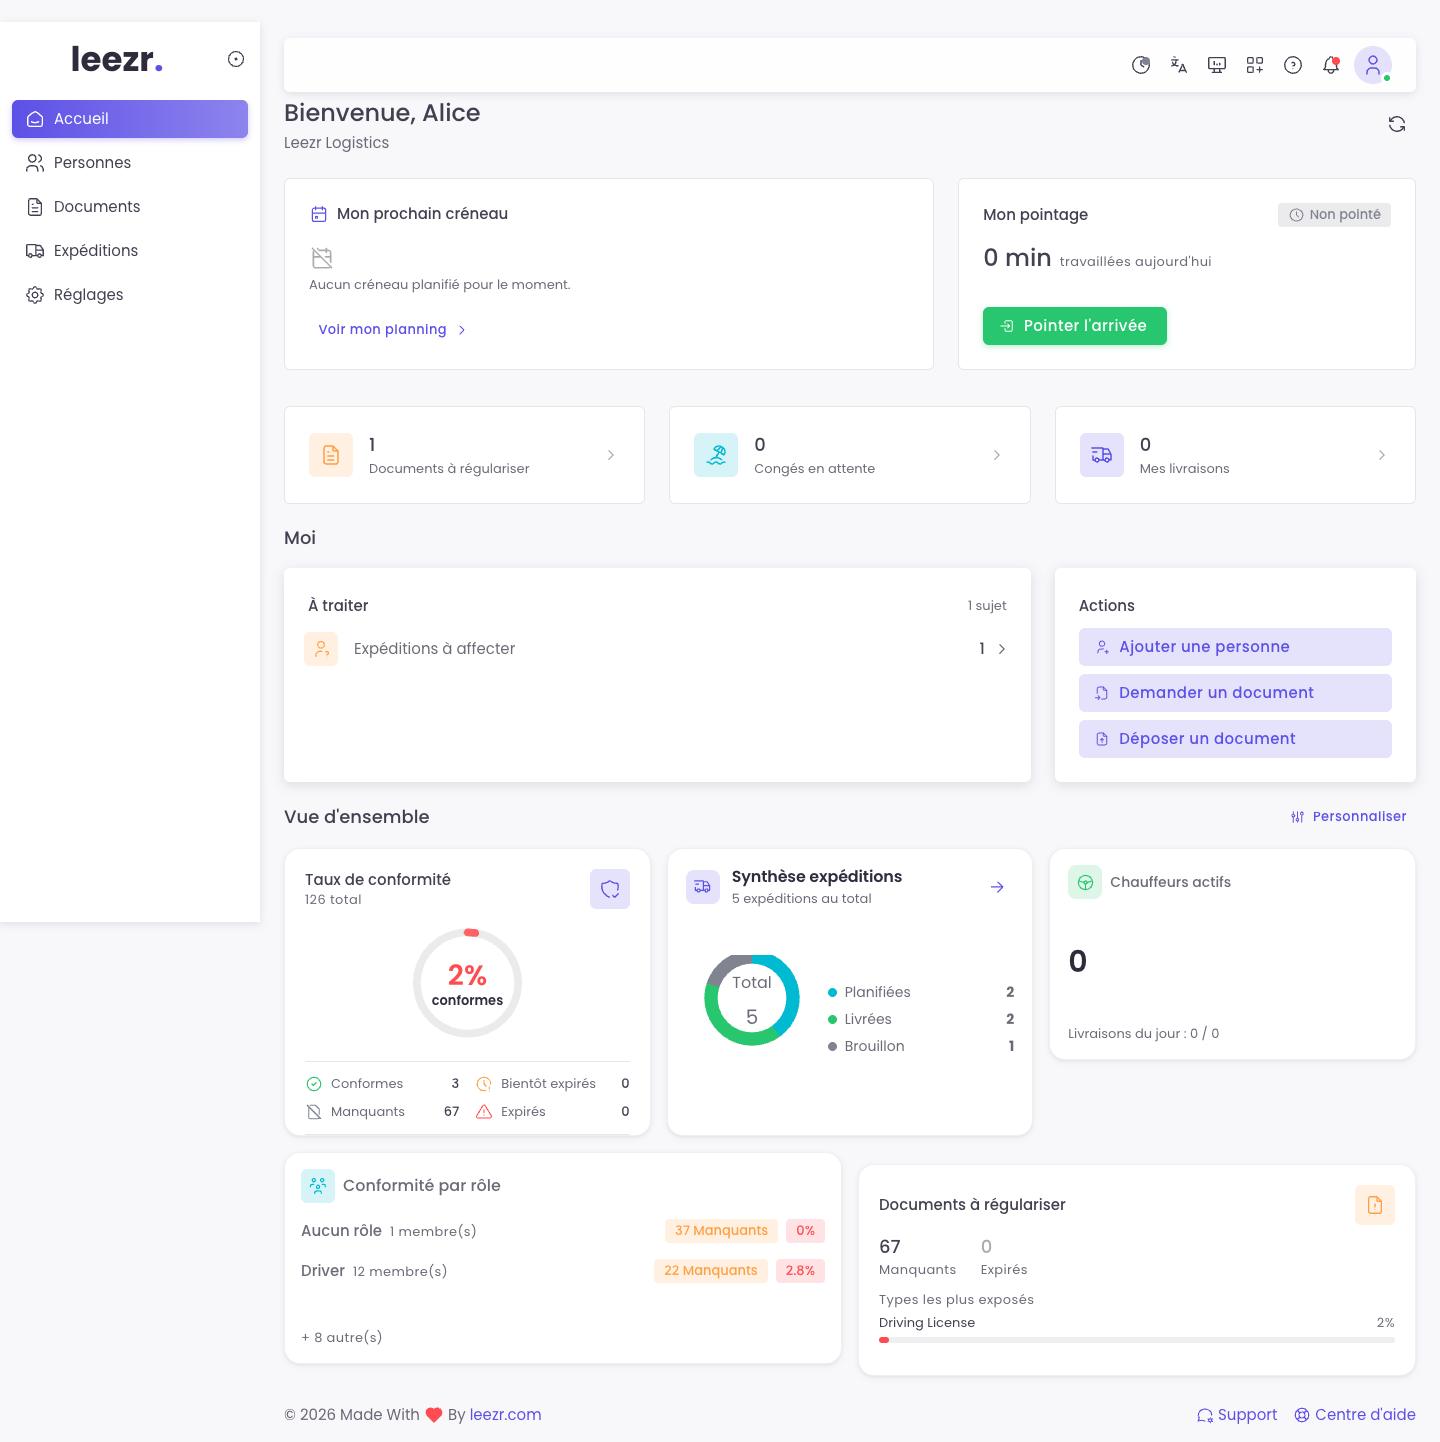 leezr.
Accueil
Personnes
Documents
Expéditions
Réglages
Bienvenue, Alice
Leezr Logistics
Mon prochain créneau
Aucun créneau planifié pour le moment.
Voir mon planning
Mon pointage
Non pointé
0 min travaillées aujourd'hui
Pointer l'arrivée
1
Documents à régulariser
0
Congés en attente
0
Mes livraisons
Moi
À traiter
1 sujet
Expéditions à affecter
1
Actions
Ajouter une personne
Demander un document
Déposer un document
Vue d'ensemble
Personnaliser
Taux de conformité
126 total
2%
conformes
Conformes 3
Bientôt expirés 0
Manquants 67
Expirés 0
Synthèse expéditions
5 expéditions au total
Total
5
Planifiées 2
Livrées 2
Brouillon 1
Chauffeurs actifs
0
Livraisons du jour : 0 / 0
Conformité par rôle
Aucun rôle 1 membre(s) 37 Manquants 0%
Driver 12 membre(s) 22 Manquants 2.8%
+ 8 autre(s)
Documents à régulariser
67
Manquants
0
Expirés
Types les plus exposés
Driving License 2%
© 2026 Made With By leezr.com
Support
Centre d'aide